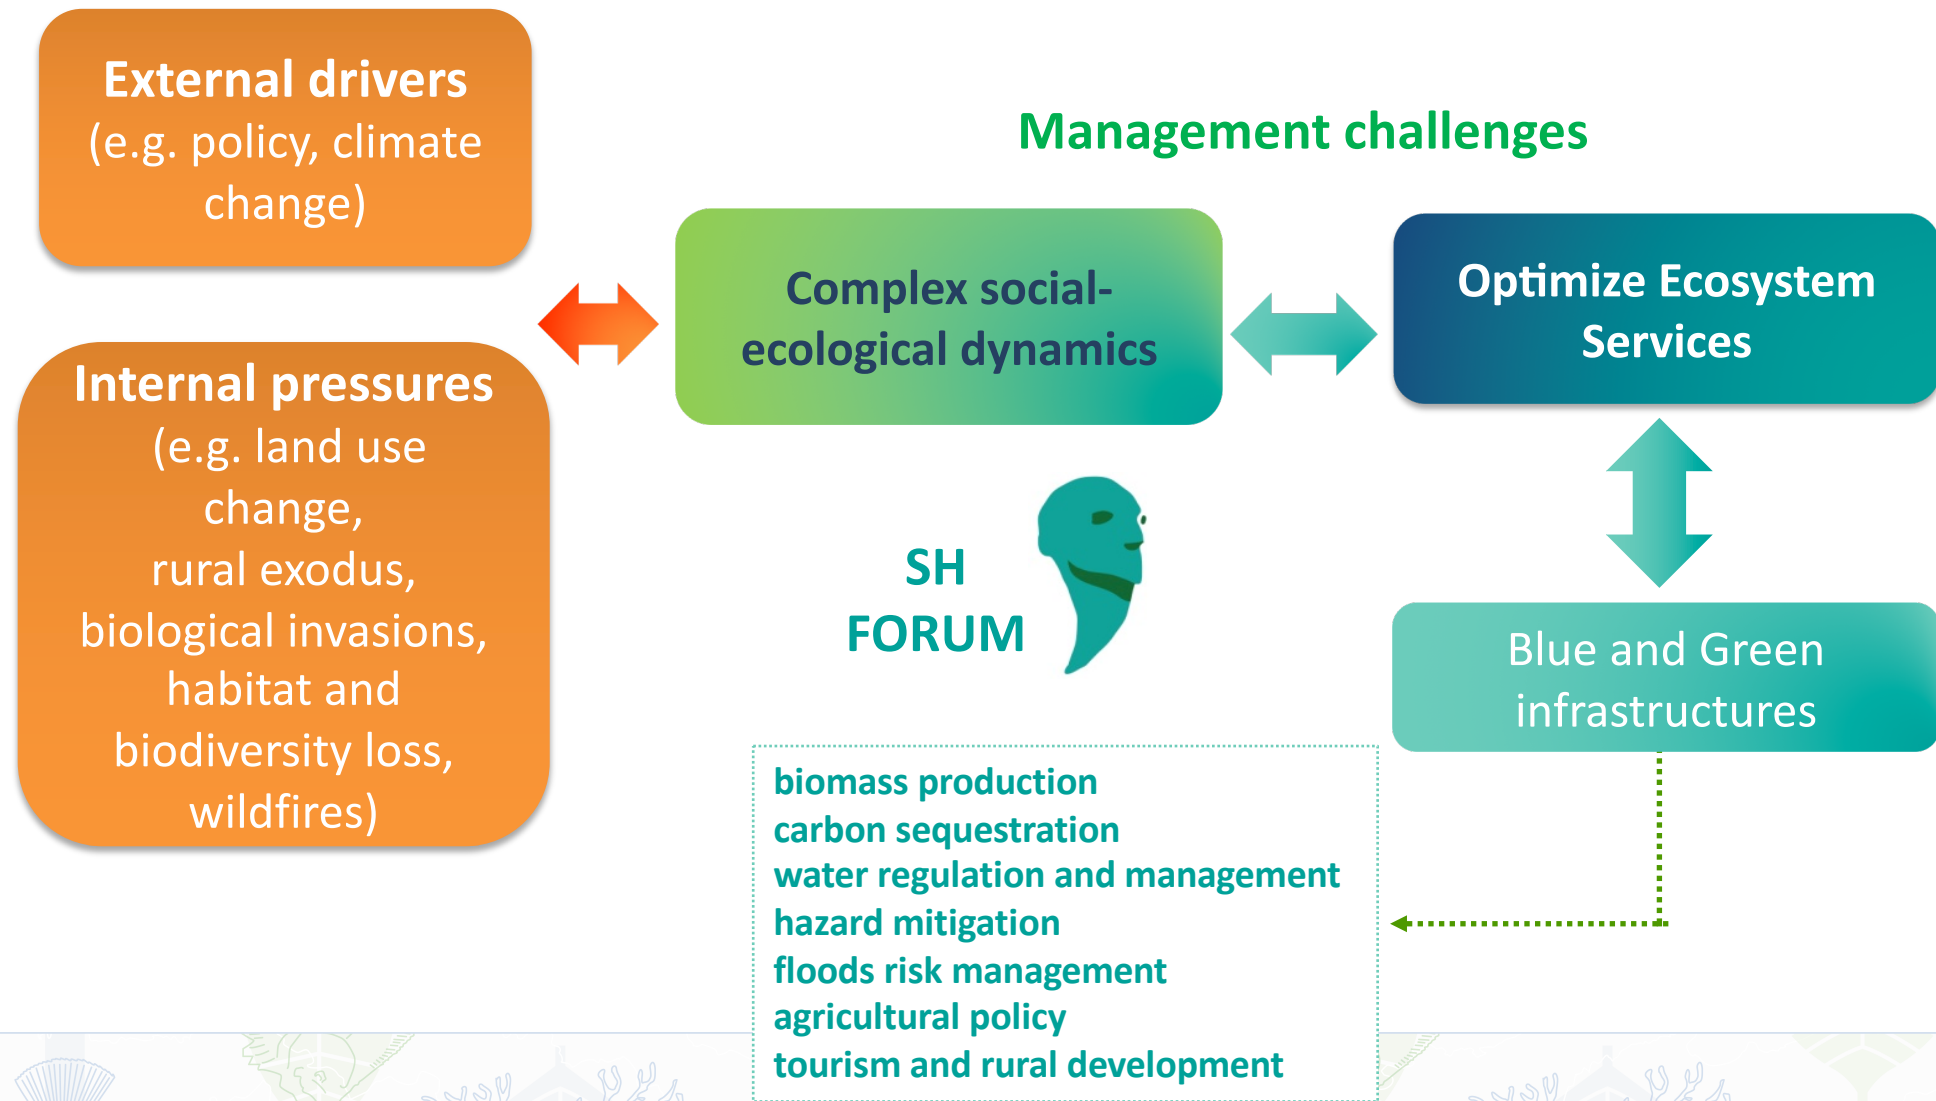 External drivers
(e.g. policy, climate
change)
Internal pressures
(e.g. land use
change,
rural exodus,
biological invasions,
habitat and
biodiversity loss,
wildfires)
Management challenges
Complex social-
ecological dynamics
Optimize Ecosystem
Services
SH
FORUM
Blue and Green
infrastructures
biomass production
carbon sequestration
water regulation and management
hazard mitigation
floods risk management
agricultural policy
tourism and rural development